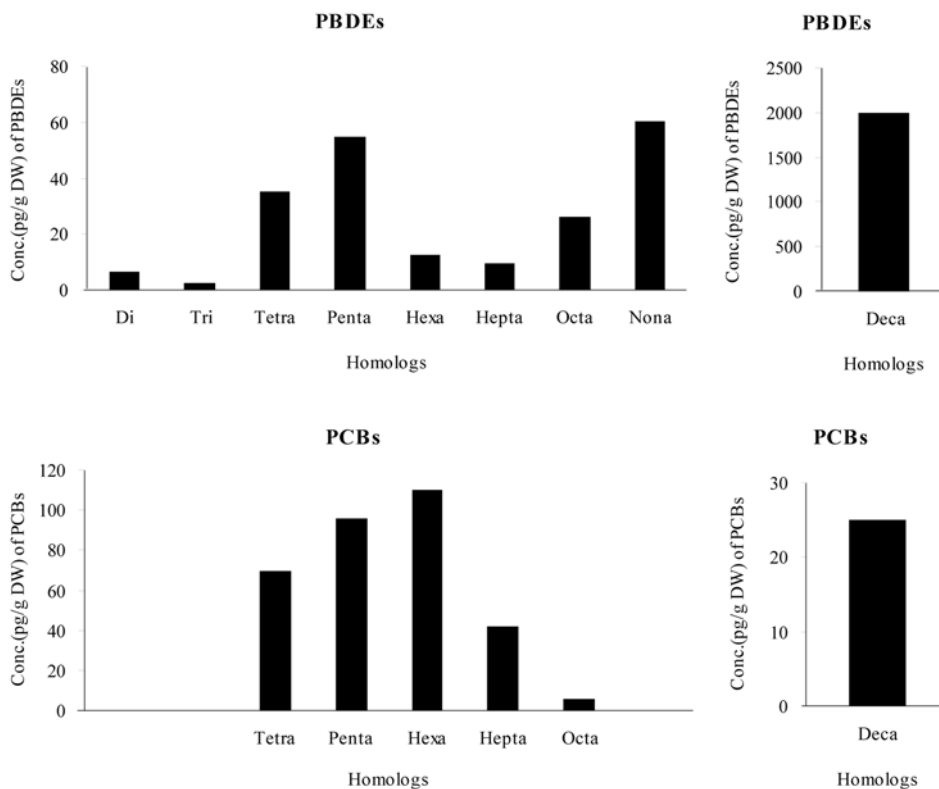 PBDEs
Conc.(pg/g DW) of PBDEs
80
60
40
20
0
Di Tri Tetra Penta Hexa Hepta Octa Nona
Homologs
PBDEs
Conc.(pg/g DW) of PBDEs
2500
2000
1500
1000
500
0
Deca
Homologs
PCBs
Conc.(pg/g DW) of PCBs
120
100
80
60
40
20
0
Tetra Penta Hexa Hepta Octa
Homologs
PCBs
Conc.(pg/g DW) of PCBs
30
20
10
0
Deca
Homologs